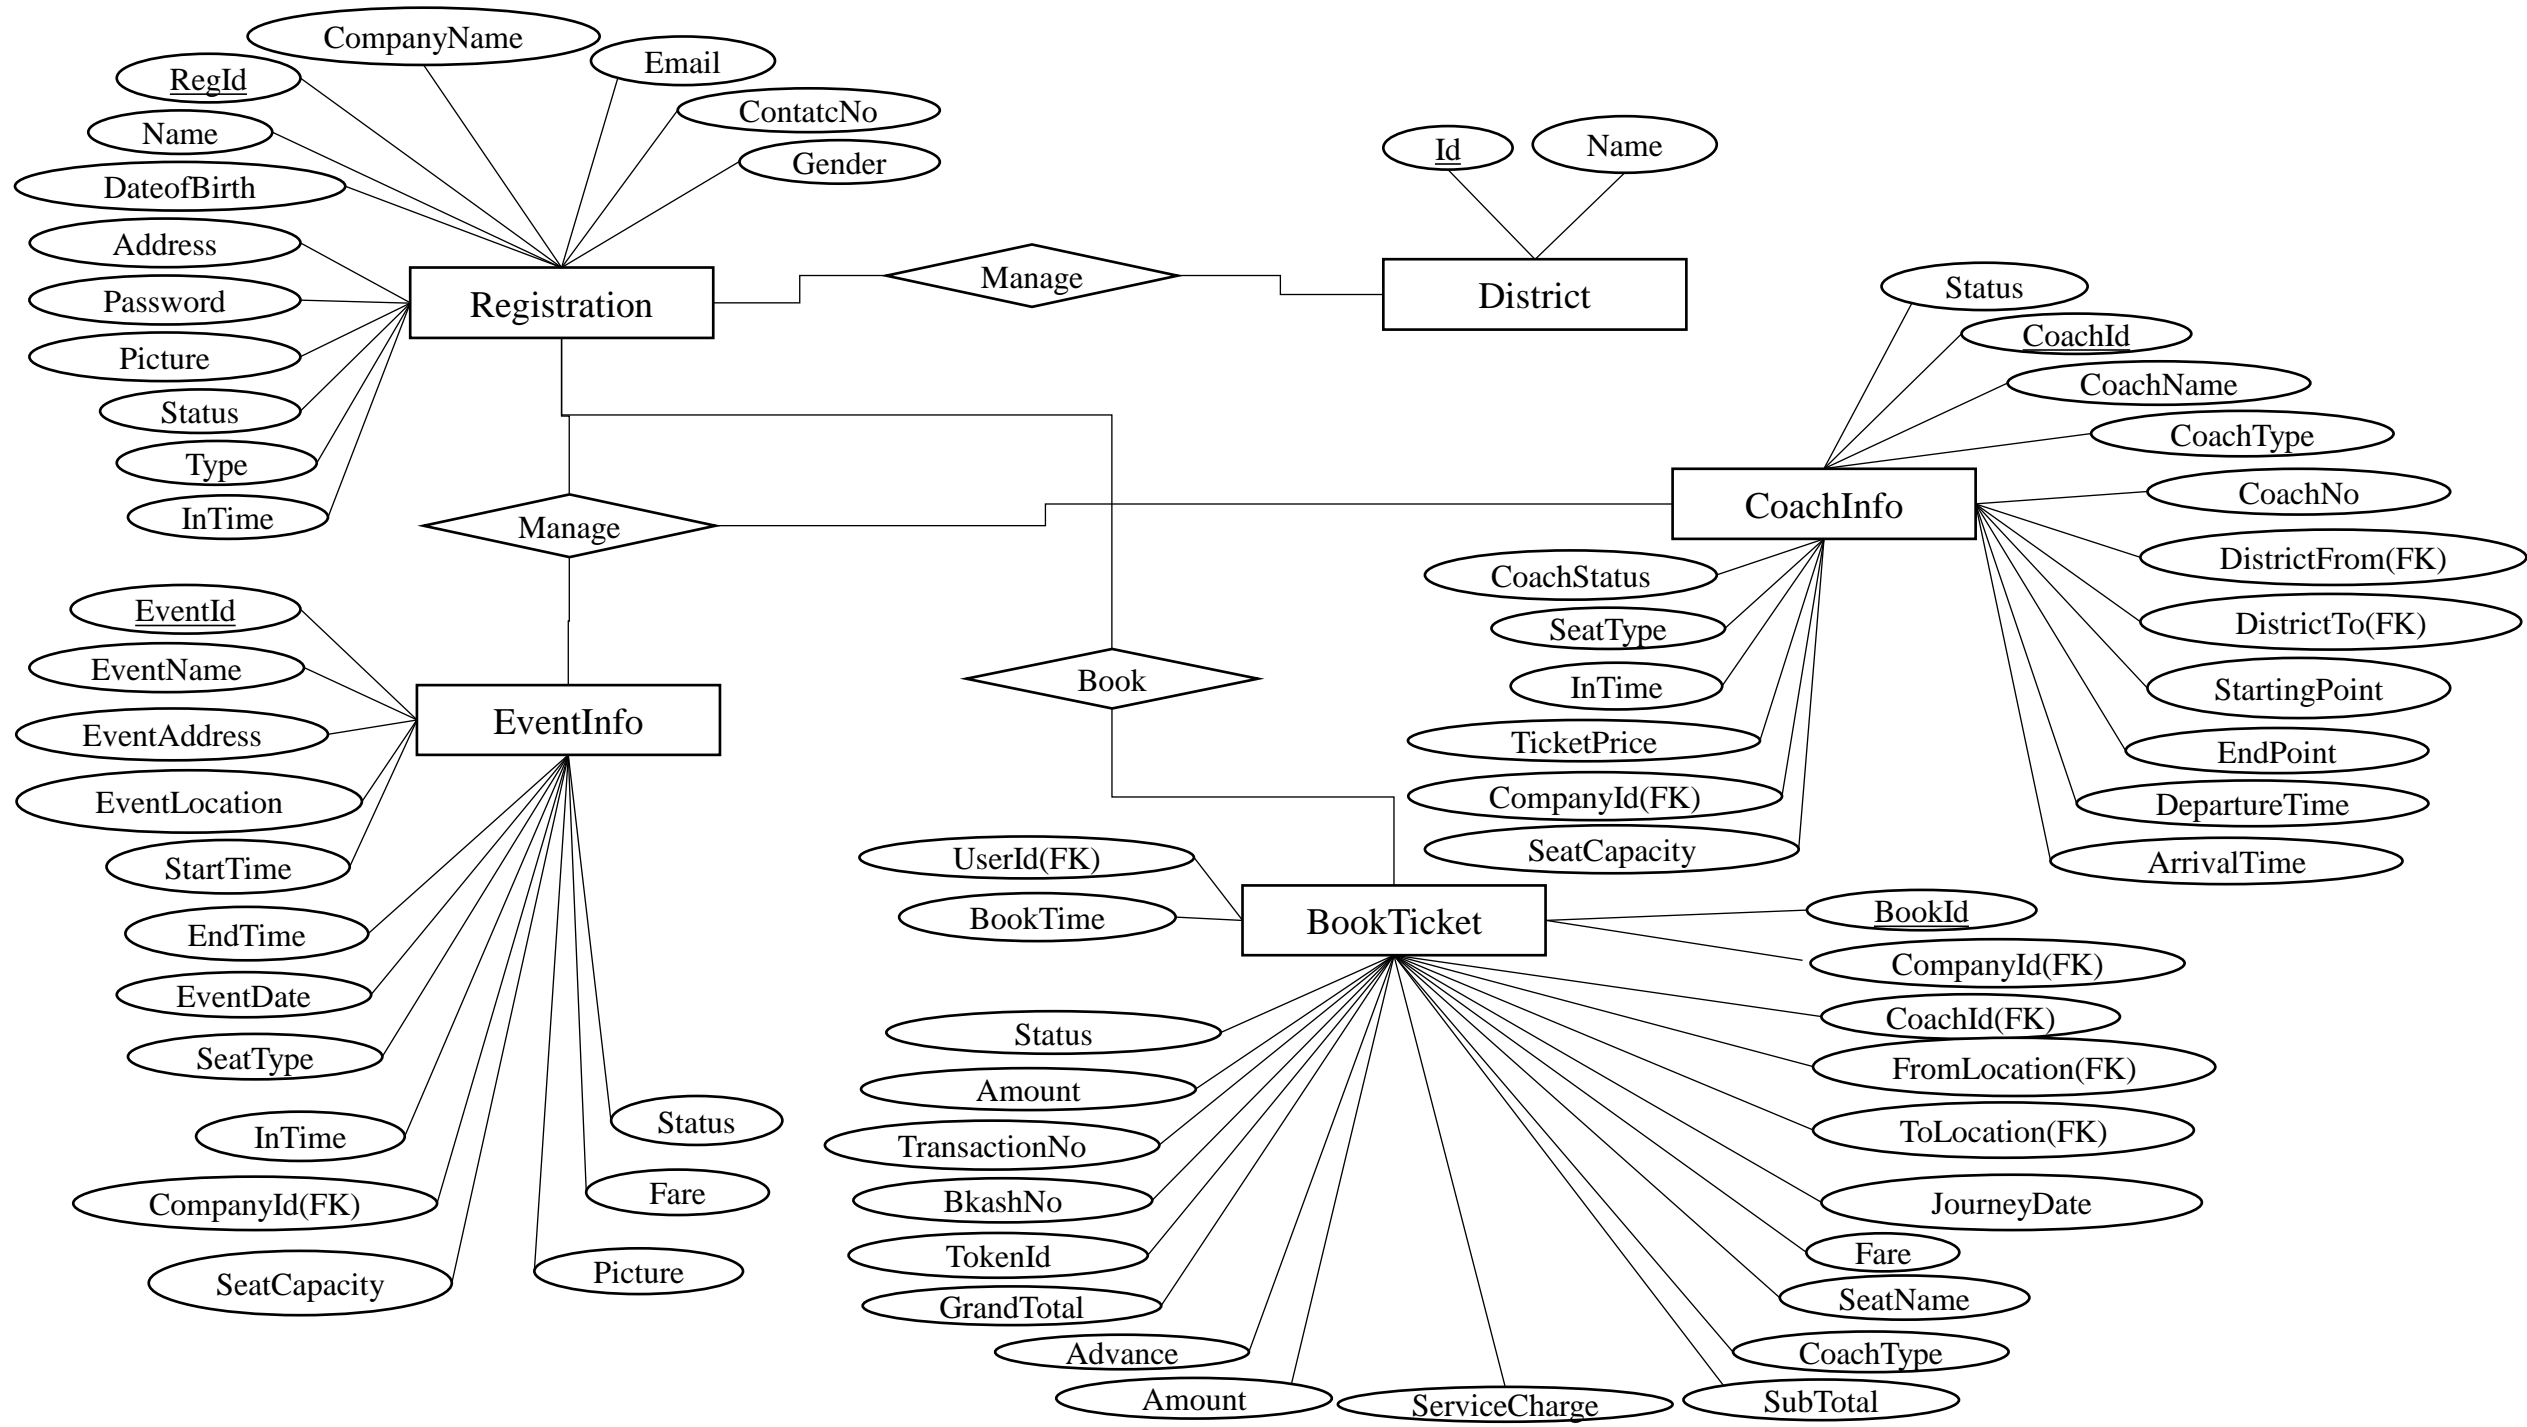 CompanyName
RegId
Name
DateofBirth
Address
Password
Picture
Status
Type
InTime
Email
ContatcNo
Gender
Registration
Manage
Id
Name
District
Manage
Status
CoachId
CoachName
CoachType
CoachNo
DistrictFrom(FK)
DistrictTo(FK)
StartingPoint
EndPoint
DepartureTime
ArrivalTime
CoachInfo
CoachStatus
SeatType
InTime
TicketPrice
CompanyId(FK)
SeatCapacity
EventId
EventName
EventAddress
EventLocation
StartTime
EndTime
EventDate
SeatType
InTime
CompanyId(FK)
SeatCapacity
EventInfo
Status
Fare
Picture
Book
UserId(FK)
BookTime
BookTicket
BookId
CompanyId(FK)
CoachId(FK)
FromLocation(FK)
ToLocation(FK)
JourneyDate
Fare
SeatName
CoachType
SubTotal
Status
Amount
TransactionNo
BkashNo
TokenId
GrandTotal
Advance
Amount
ServiceCharge